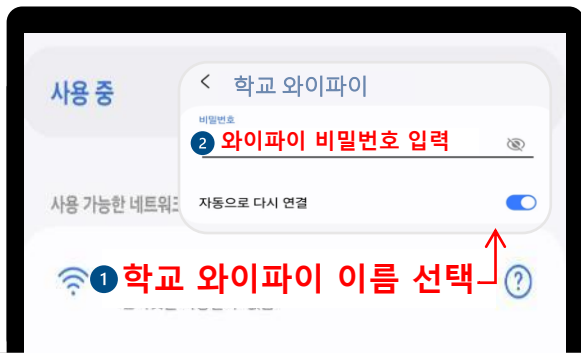 사용 중
학교 와이파이
비밀번호
2 와이파이 비밀번호 입력
사용 가능한 네트워크
자동으로 다시 연결
1 학교 와이파이 이름 선택